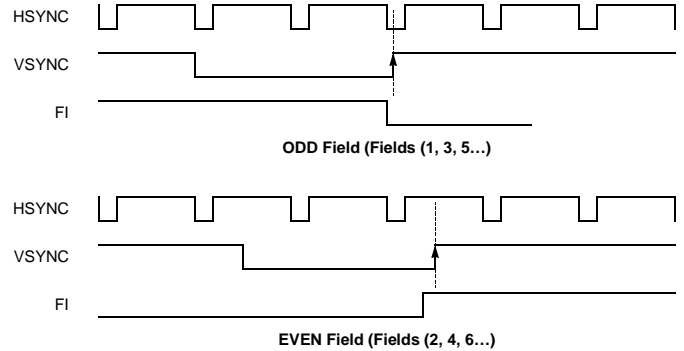 HSYNC
VSYNC
FI
ODD Field (Fields (1, 3, 5…)
HSYNC
VSYNC
FI
EVEN Field (Fields (2, 4, 6…)